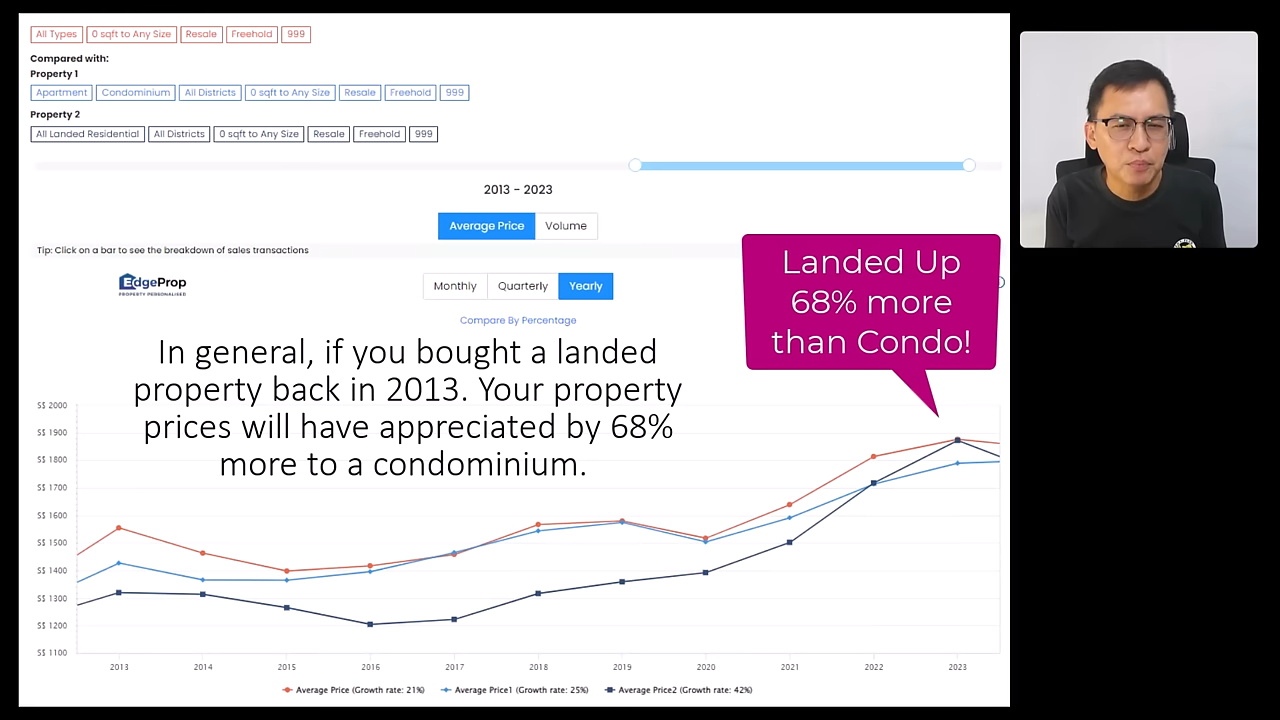 All Types 0 sqft to Any Size Resale Freehold 999
Compared with:
Property 1
Apartment Condominium All Districts 0 sqft to Any Size Resale Freehold 999
Property 2
All Landed Residential All Districts 0 sqft to Any Size Resale Freehold 999
2013 - 2023
Average Price Volume
Tip: Click on a bar to see the breakdown of sales transactions
EdgeProp
PROPERTY PERSONALISED
Monthly Quarterly Yearly
Compare By Percentage
Landed Up
68% more
than Condo!
In general, if you bought a landed
property back in 2013. Your property
prices will have appreciated by 68%
more to a condominium.
S$ 2000
S$ 1900
S$ 1800
S$ 1700
S$ 1600
S$ 1500
S$ 1400
S$ 1300
S$ 1200
S$ 1100
2013 2014 2015 2016 2017 2018 2019 2020 2021 2022 2023
Average Price (Growth rate: 21%) Average Price1 (Growth rate: 25%) Average Price2 (Growth rate: 42%)